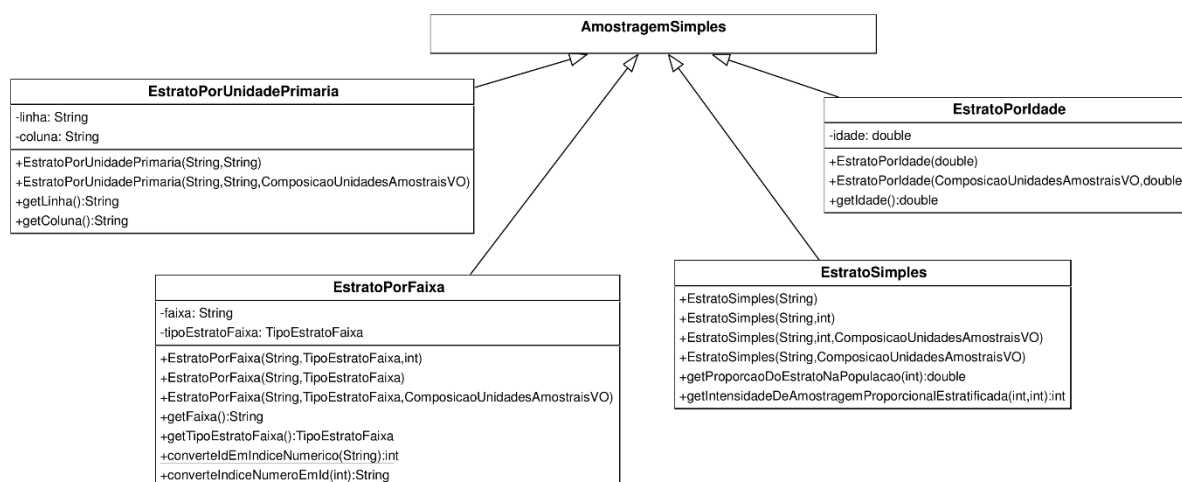 AmostragemSimples
EstratoPorUnidadePrimaria
-linha: String
-coluna: String
+EstratoPorUnidadePrimaria(String,String)
+EstratoPorUnidadePrimaria(String,String,ComposicaoUnidadesAmostraisVO)
+getLinha():String
+getColuna():String
EstratoPorIdade
-idade: double
+EstratoPorIdade(double)
+EstratoPorIdade(ComposicaoUnidadesAmostraisVO,double
+getIdade():double
EstratoPorFaixa
-faixa: String
-tipoEstratoFaixa: TipoEstratoFaixa
+EstratoPorFaixa(String,TipoEstratoFaixa,int)
+EstratoPorFaixa(String,TipoEstratoFaixa)
+EstratoPorFaixa(String,TipoEstratoFaixa,ComposicaoUnidadesAmostraisVO)
+getFaixa():String
+getTipoEstratoFaixa():TipoEstratoFaixa
+converteIdEmIndiceNumerico(String):int
+converteIndiceNumeroEmId(int):String
EstratoSimples
+EstratoSimples(String)
+EstratoSimples(String,int)
+EstratoSimples(String,int,ComposicaoUnidadesAmostraisVO)
+EstratoSimples(String,ComposicaoUnidadesAmostraisVO)
+getProporcaoDoEstratoNaPopulacao(int):double
+getIntensidadeDeAmostragemProporcionalEstratificada(int,int):int